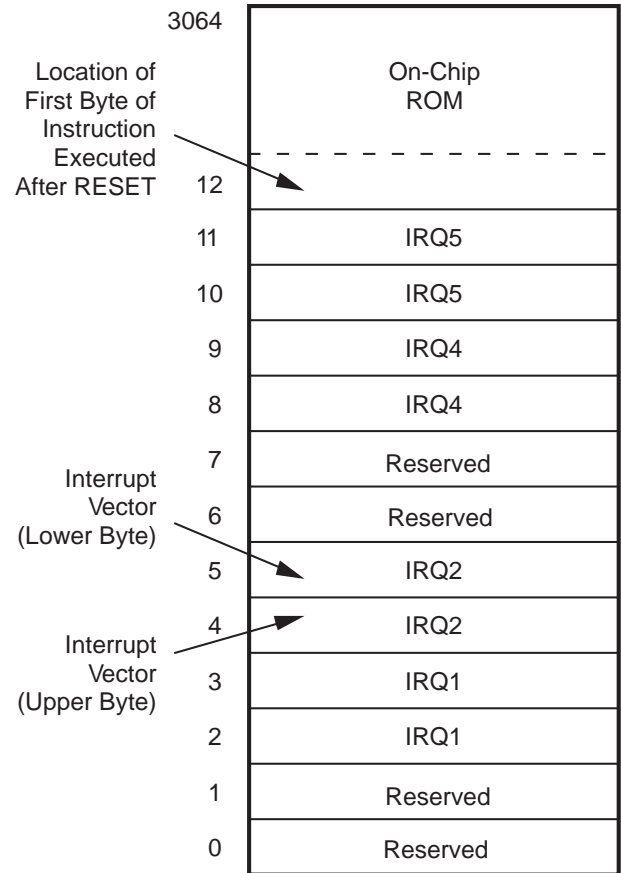 3064
Location of
First Byte of
Instruction
Executed
After RESET
On-Chip
ROM
12
11 IRQ5
10 IRQ5
9 IRQ4
8 IRQ4
7 Reserved
Interrupt
Vector
(Lower Byte)
6 Reserved
5 IRQ2
4 IRQ2
Interrupt
Vector
(Upper Byte)
3 IRQ1
2 IRQ1
1 Reserved
0 Reserved